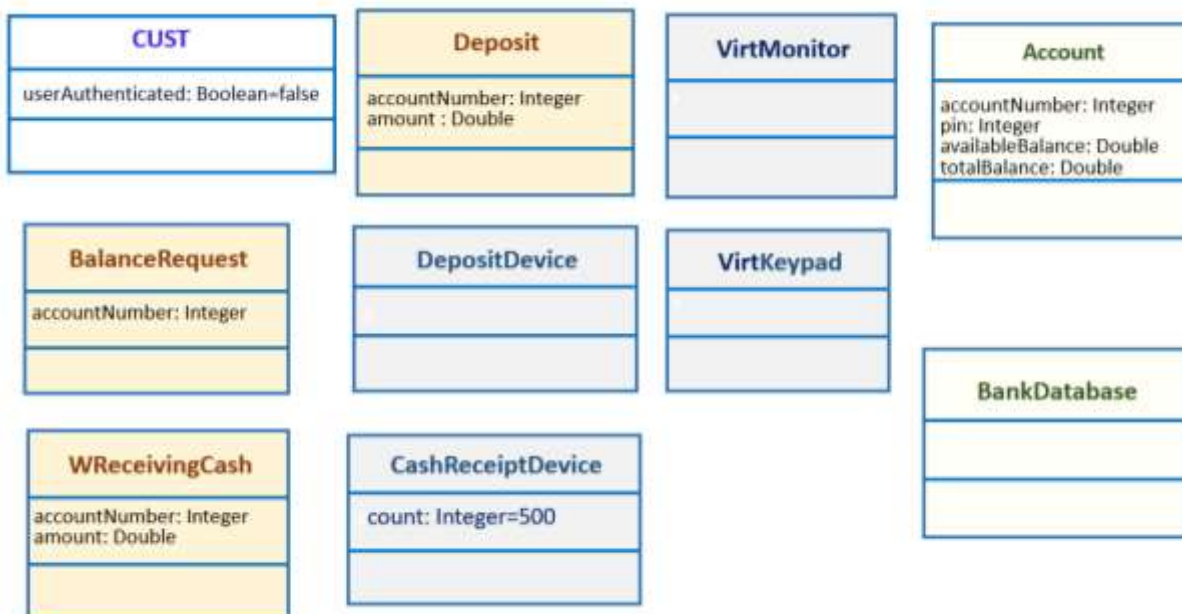 CUST
userAuthenticated: Boolean=false
Deposit
accountNumber: Integer
amount : Double
VirtMonitor
Account
accountNumber: Integer
pin: Integer
availableBalance: Double
totalBalance: Double
BalanceRequest
accountNumber: Integer
DepositDevice
VirtKeypad
BankDatabase
WReceivingCash
accountNumber: Integer
amount: Double
CashReceiptDevice
count: Integer=500